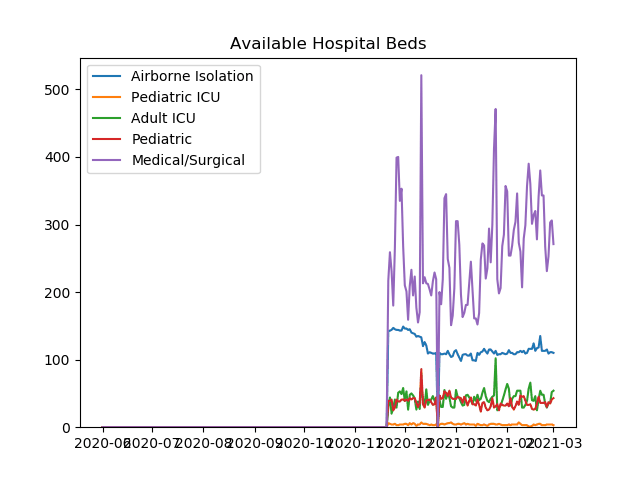 Available Hospital Beds
Airborne Isolation
Pediatric ICU
Adult ICU
Pediatric
Medical/Surgical
500
400
300
200
100
0
2020-06 2020-07 2020-08 2020-09 2020-10 2020-11 2020-12 2021-01 2021-02 2021-03